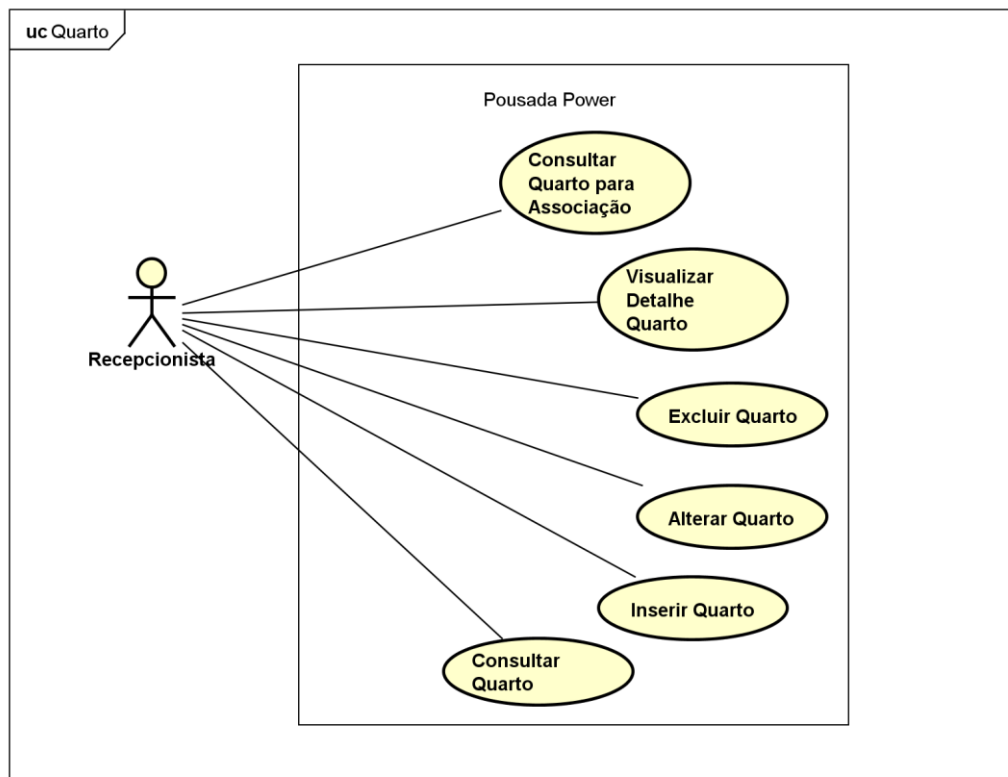 uc Quarto
Pousada Power
Consultar
Quarto para
Associação
Visualizar
Detalhe
Quarto
Recepcionista
Excluir Quarto
Alterar Quarto
Inserir Quarto
Consultar
Quarto